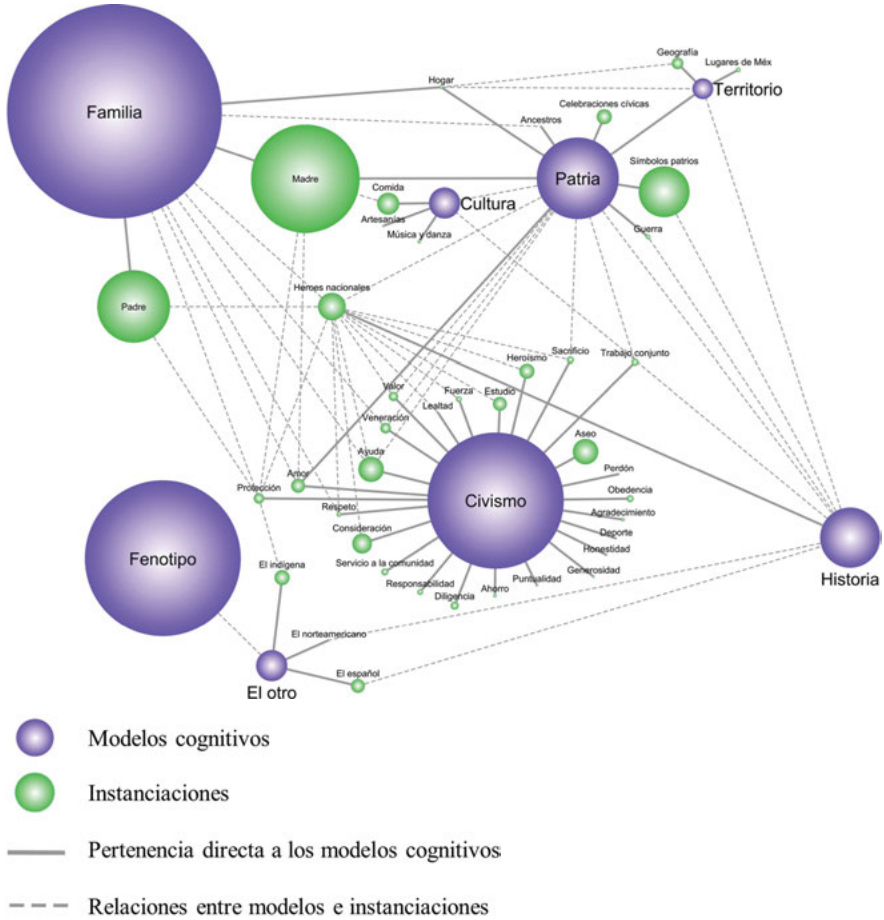 Geografía
Lugares de Méx
Hogar
Territorio
Familia
Celebraciones cívicas
Ancestros
Símbolos patrios
Madre
Patria
Comida
Cultura
Artesanías
Música y danza
Guerra
Padre
Heroes nacionales
Sacrificio
Trabajo conjunto
Heroísmo
Valor
Fuerza
Estudio
Lealtad
Veneración
Aseo
Ayuda
Perdón
Amor
Protección
Civismo
Obedencia
Respeto
Agradecimiento
Consideración
Deporte
Honestidad
Fenotipo
El indígena
Servicio a la comunidad
Generosidad
Historia
Responsabilidad
Puntualidad
Ahorro
Diligencia
El norteamericano
El español
El otro
Modelos cognitivos
Instanciaciones
Pertenencia directa a los modelos cognitivos
Relaciones entre modelos e instanciaciones